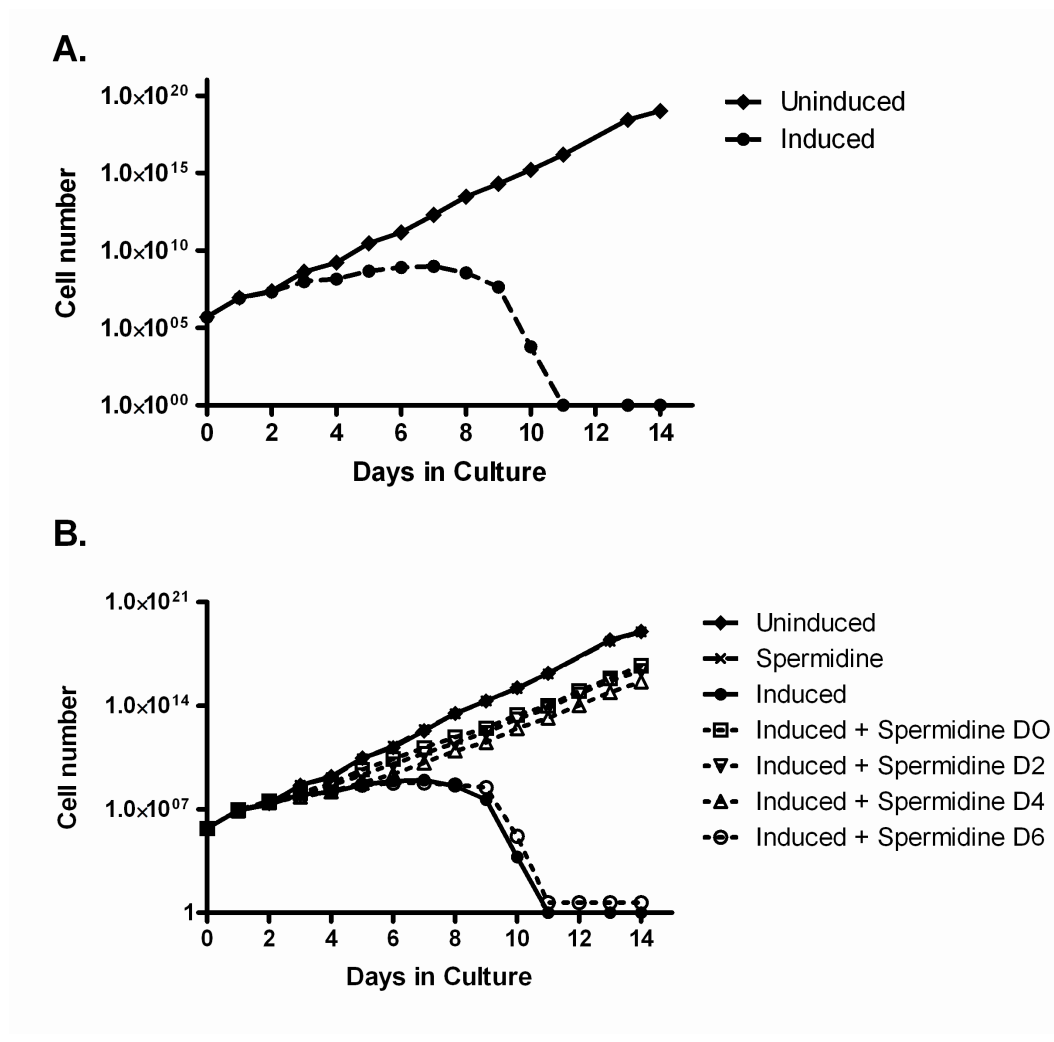 A.
1.0×10^20
1.0×10^15
1.0×10^10
1.0×10^05
1.0×10^00
Cell number
0 2 4 6 8 10 12 14
Days in Culture
Uninduced
Induced
B.
1.0×10^21
1.0×10^14
1.0×10^07
1
Cell number
0 2 4 6 8 10 12 14
Days in Culture
Uninduced
Spermidine
Induced
Induced + Spermidine DO
Induced + Spermidine D2
Induced + Spermidine D4
Induced + Spermidine D6